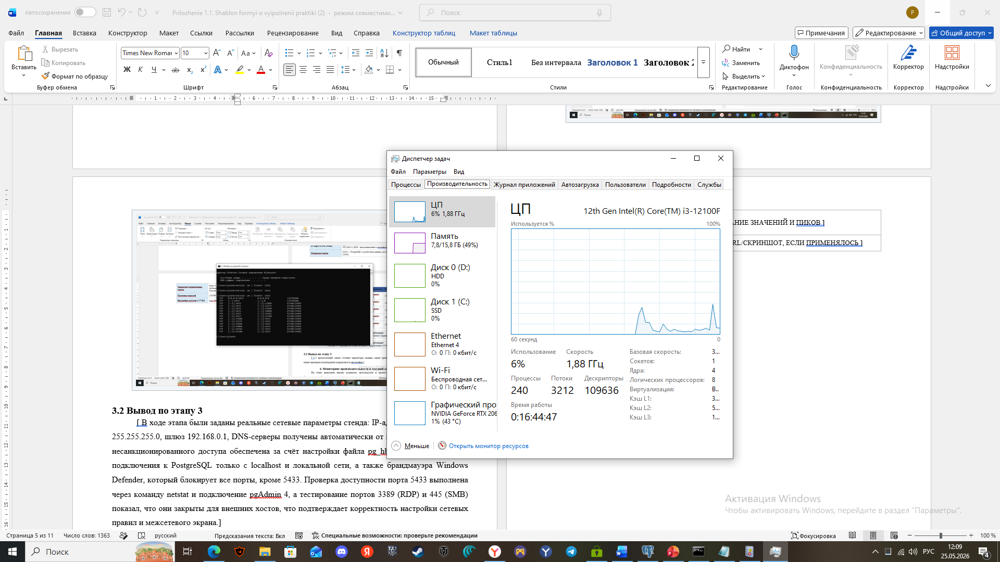 Автосохранение
Prilozhenie 1.1. Shablon formyi o vyipolnenii praktiki (2) - режим совместимо...
Поиск
P
Файл Главная Вставка Конструктор Макет Ссылки Рассылки Рецензирование Вид Справка Конструктор таблиц Макет таблицы
Примечания Редактирование Общий доступ
Вставить
Вырезать
Копировать
Формат по образцу
Буфер обмена
Times New Roman 10
Шрифт
Абзац
Обычный Стиль1 Без интервала Заголовок 1 Заголовок 2
Стили
Найти
Заменить
Выделить
Редактирование
Диктофон
Голос
Конфиденциальность
Конфиденциальность
Корректор
Корректор
Надстройки
Надстройки
Диспетчер задач
Файл Параметры Вид
Процессы Производительность Журнал приложений Автозагрузка Пользователи Подробности Службы
ЦП
6% 1,88 ГГц
Память
7,8/15,8 ГБ (49%)
Диск 0 (D:)
HDD
0%
Диск 1 (C:)
SSD
0%
Ethernet
Ethernet 4
О: 0 П: 0 кбит/с
Wi-Fi
Беспроводная сет...
О: 0 П: 0 кбит/с
Графический про
NVIDIA GeForce RTX 206
1% (43 °C)
ЦП
12th Gen Intel(R) Core(TM) i3-12100F
Используется % 100%
60 секунд 0
Использование Скорость
6% 1,88 ГГц
Процессы Потоки Дескрипторы
240 3212 109636
Время работы
0:16:44:47
Базовая скорость: 3...
Сокетов: 1
Ядра: 4
Логических процессоров: 8
Виртуализация: В..
Кэш L1: 3...
Кэш L2: 5...
Кэш L3: 1...
Меньше Открыть монитор ресурсов
АНИЕ ЗНАЧЕНИЙ И ПИКОВ ]
RL/СКРИНШОТ, ЕСЛИ ПРИМЕНЯЛОСЬ ]
3.2 Вывод по этапу 3
[ В ходе этапа были заданы реальные сетевые параметры стенда: IP-ад
255.255.255.0, шлюз 192.168.0.1, DNS-серверы получены автоматически от
несанкционированного доступа обеспечена за счёт настройки файла pg_hb
подключения к PostgreSQL только с localhost и локальной сети, а также брандмауэра Windows
Defender, который блокирует все порты, кроме 5433. Проверка доступности порта 5433 выполнена
через команду netstat и подключение pgAdmin 4, а тестирование портов 3389 (RDP) и 445 (SMB)
показал, что они закрыты для внешних хостов, что подтверждает корректность настройки сетевых
правил и межсетевого экрана.]
Активация Windows
Чтобы активировать Windows, перейдите в раздел "Параметры".
Страница 5 из 11 Число слов: 1363 русский Предсказания текста: Вкл Специальные возможности: проверьте рекомендации Фокусировка 100 %
Поиск
РУС
12:09
25.05.2026
4